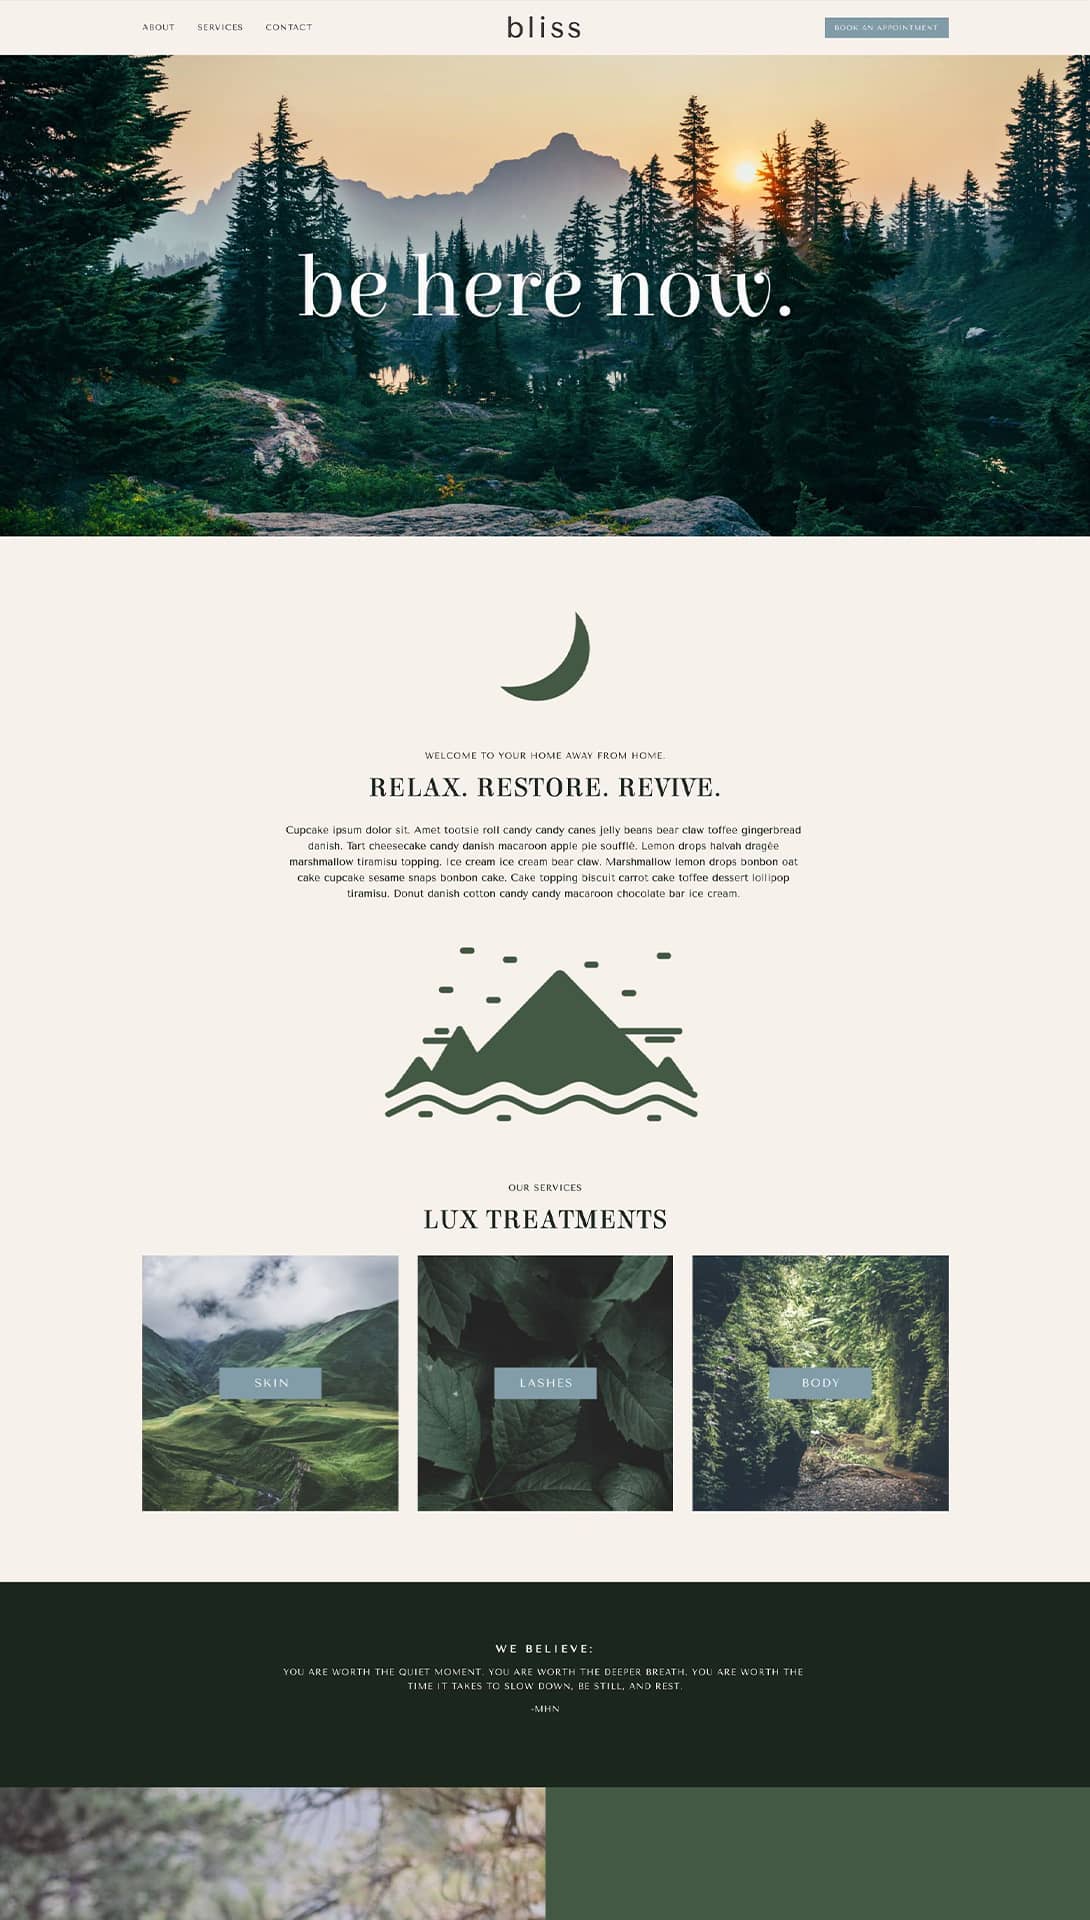 ABOUT SERVICES CONTACT bliss BOOK AN APPOINTMENT
be here now.
WELCOME TO YOUR HOME AWAY FROM HOME.
RELAX. RESTORE. REVIVE.
Cupcake ipsum dolor sit. Amet tootsie roll candy candy canes jelly beans bear claw toffee gingerbread
danish. Tart cheesecake candy danish macaroon apple pie soufflé. Lemon drops halvah dragée
marshmallow tiramisu topping. Ice cream ice cream bear claw. Marshmallow lemon drops bonbon oat
cake cupcake sesame snaps bonbon cake. Cake topping biscuit carrot cake toffee dessert lollipop
tiramisu. Donut danish cotton candy candy macaroon chocolate bar ice cream.
OUR SERVICES
LUX TREATMENTS
SKIN LASHES BODY
WE BELIEVE:
YOU ARE WORTH THE QUIET MOMENT. YOU ARE WORTH THE DEEPER BREATH. YOU ARE WORTH THE
TIME IT TAKES TO SLOW DOWN, BE STILL, AND REST.
-MHN